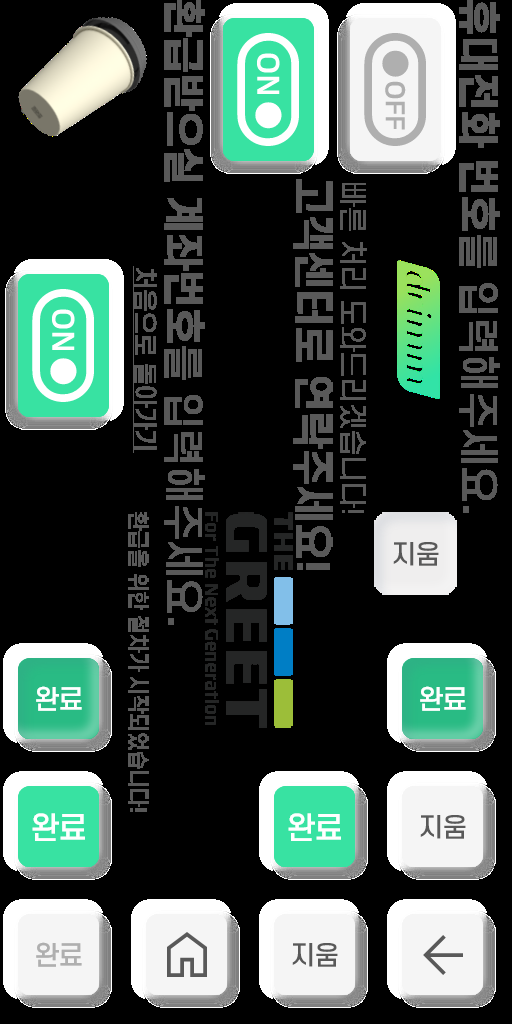 휴대전화 번호를 입력해주세요.
OFF
ON
빠른 처리 도와드리겠습니다!
고객센터로 연락주세요!
환급받으실 계좌번호를 입력해주세요.
처음으로 돌아가기
ON
THE
GREET
For The Next Generation
환급을 위한 절차가 시작되었습니다!
지움
완료
완료
완료
완료
지움
완료
지움